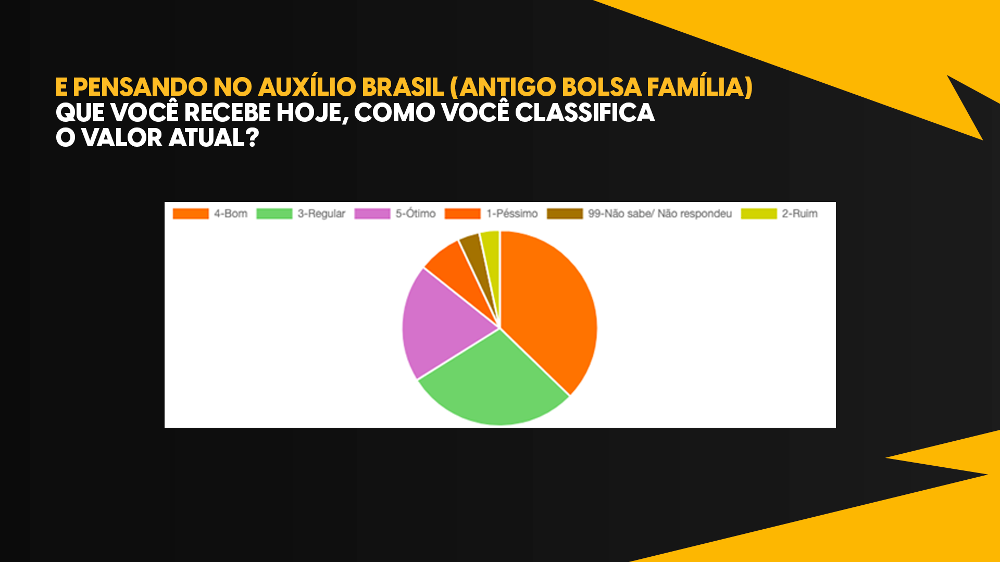 E PENSANDO NO AUXÍLIO BRASIL (ANTIGO BOLSA FAMÍLIA)
QUE VOCÊ RECEBE HOJE, COMO VOCÊ CLASSIFICA
O VALOR ATUAL?
4-Bom 3-Regular 5-Ótimo 1-Péssimo 99-Não sabe/ Não respondeu 2-Ruim